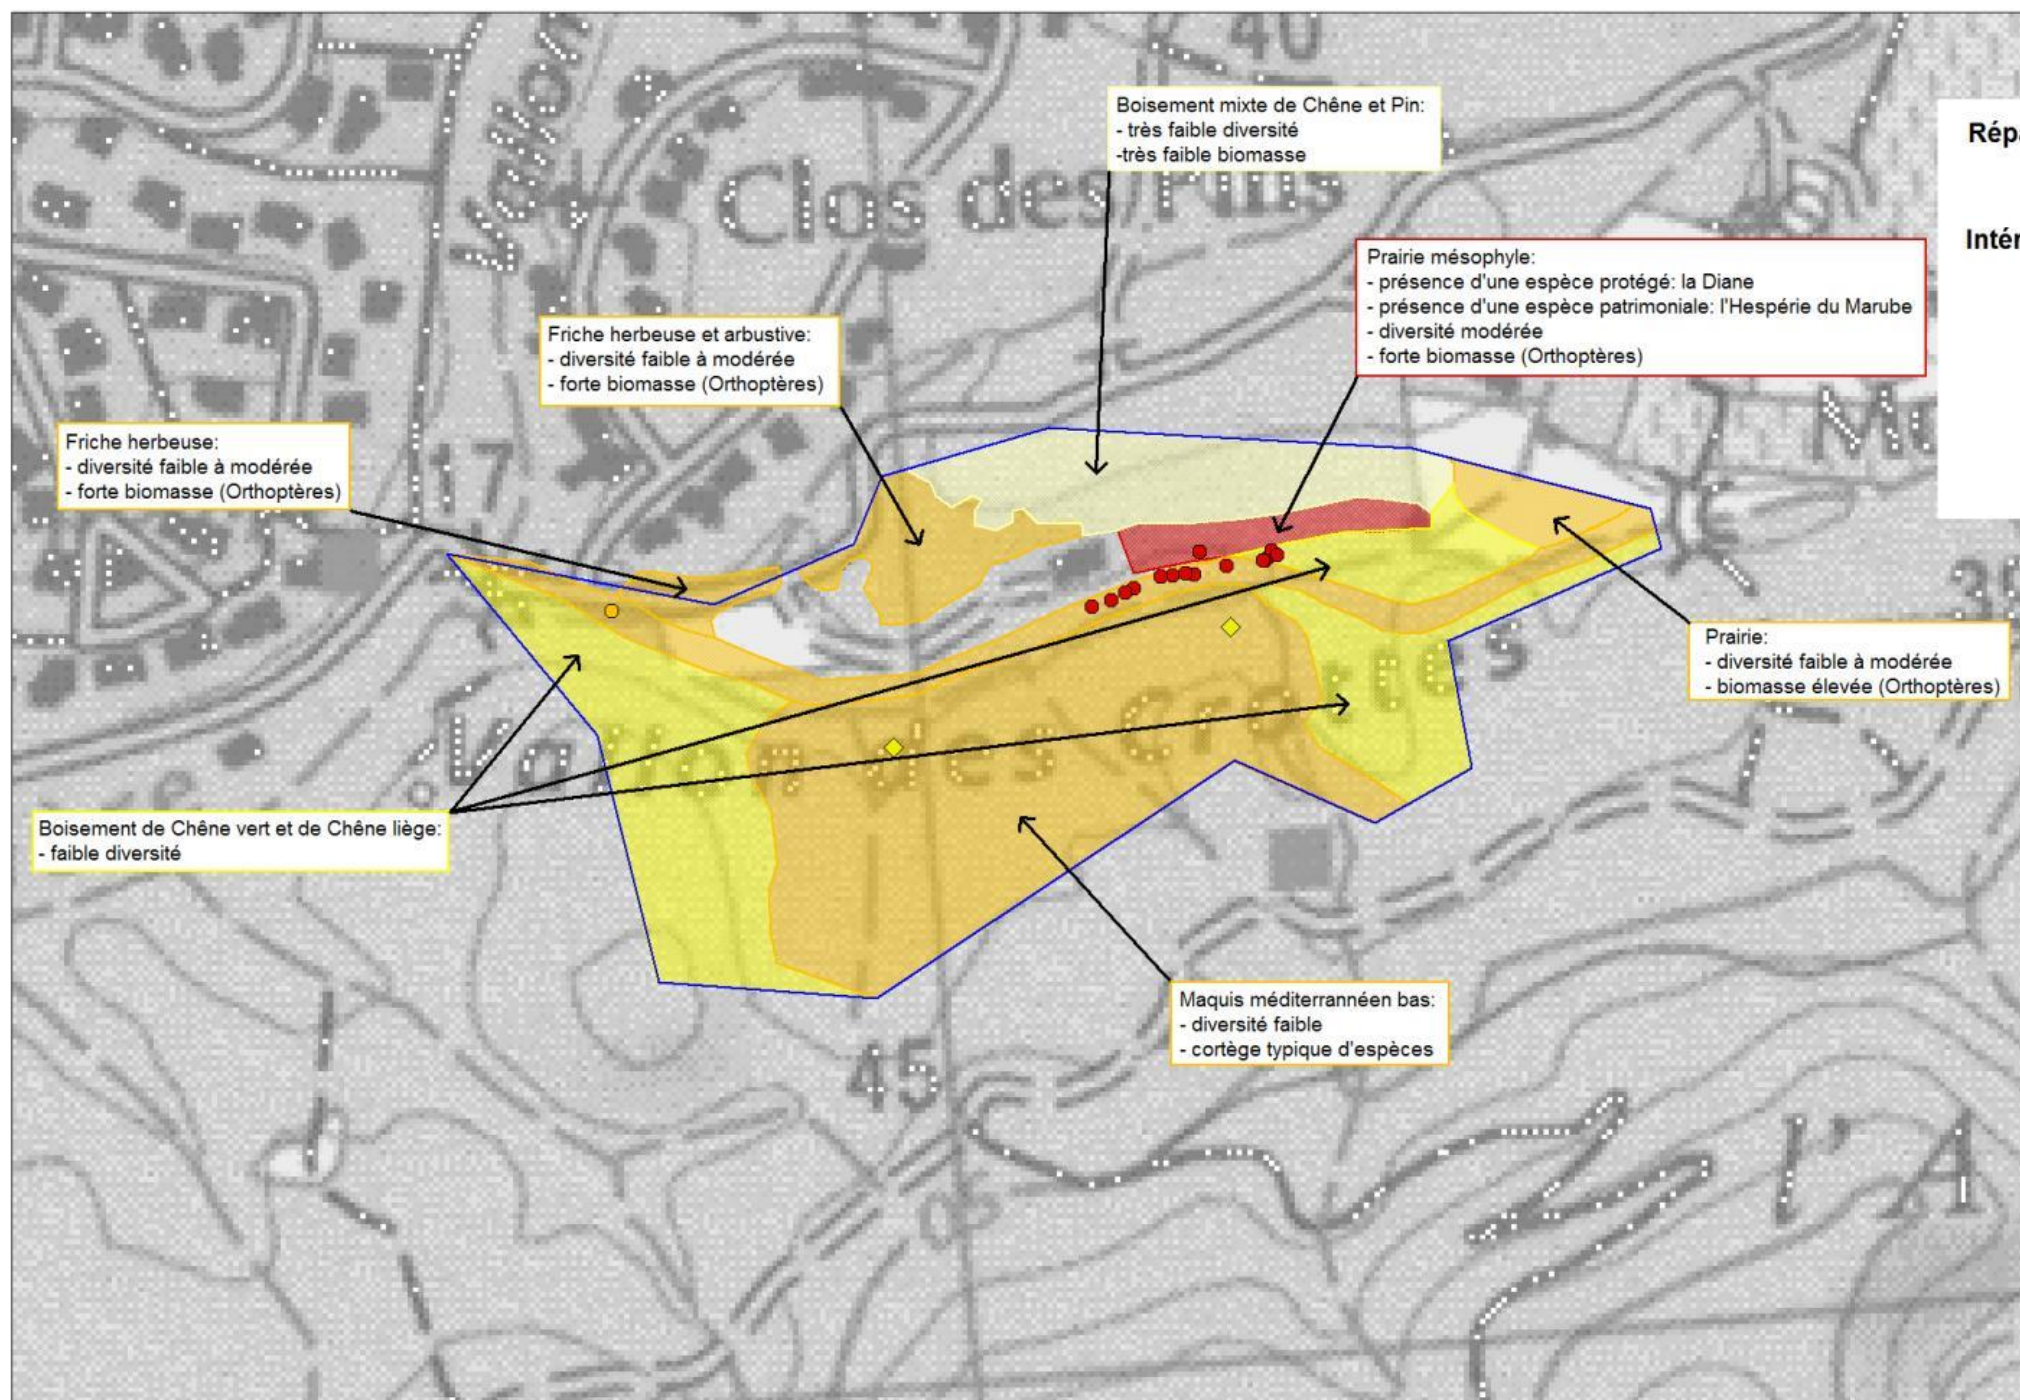 40
Vallon
Boisement mixte de Chêne et Pin:
- très faible diversité
-très faible biomasse
Clos des Pins
Répa
Intér
Prairie mésophyle:
- présence d'une espèce protégé: la Diane
- présence d'une espèce patrimoniale: l'Hespérie du Marube
- diversité modérée
- forte biomasse (Orthoptères)
Friche herbeuse et arbustive:
- diversité faible à modérée
- forte biomasse (Orthoptères)
Friche herbeuse:
- diversité faible à modérée
- forte biomasse (Orthoptères)
17
Prairie:
- diversité faible à modérée
- biomasse élevée (Orthoptères)
Boisement de Chêne vert et de Chêne liège:
- faible diversité
Maquis méditerrannéen bas:
- diversité faible
- cortège typique d'espèces
45
l'A